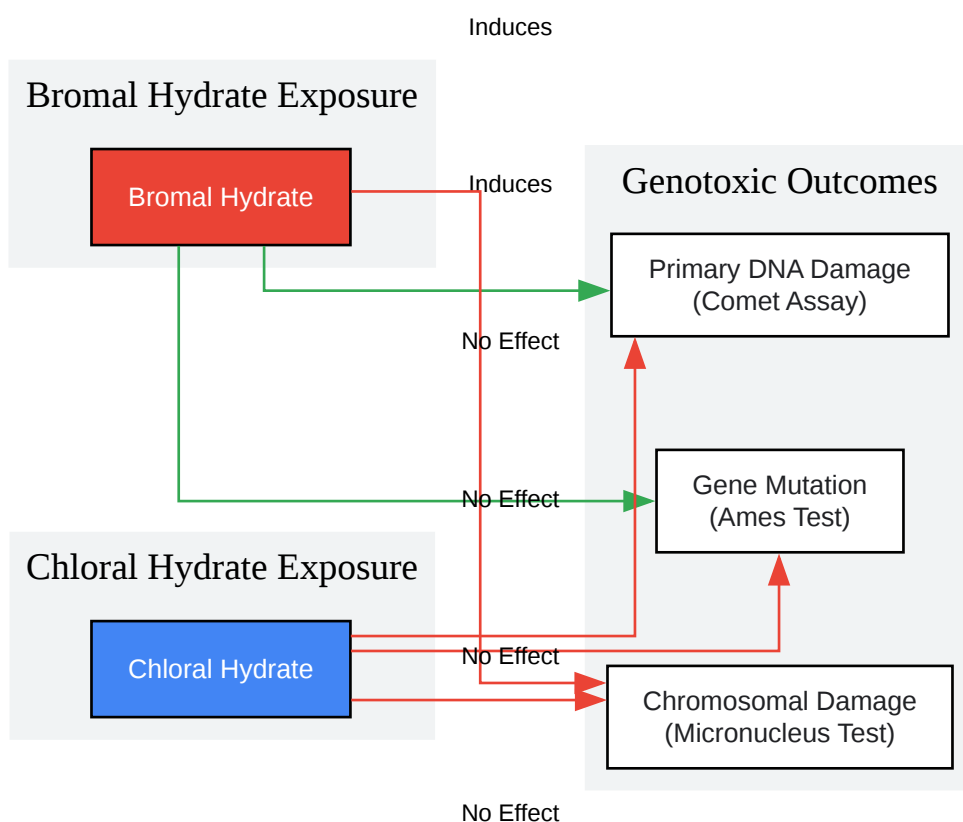 Induces
Bromal Hydrate Exposure
Bromal Hydrate
Induces
Genotoxic Outcomes
Primary DNA Damage
(Comet Assay)
No Effect
No Effect
Gene Mutation
(Ames Test)
Chloral Hydrate Exposure
Chloral Hydrate
No Effect
Chromosomal Damage
(Micronucleus Test)
No Effect